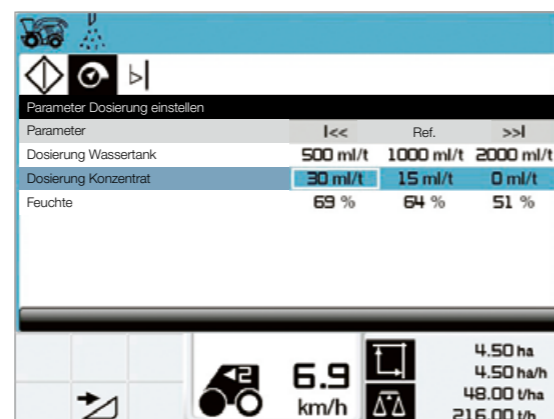 Parameter Dosierung einstellen
Parameter |<< Ref. >>|
Dosierung Wassertank 500 ml/t 1000 ml/t 2000 ml/t
Dosierung Konzentrat 30 ml/t 15 ml/t 0 ml/t
Feuchte 69 % 64 % 51 %
2
6.9
km/h
4.50 ha
4.50 ha/h
48.00 t/ha
216.00 t/h